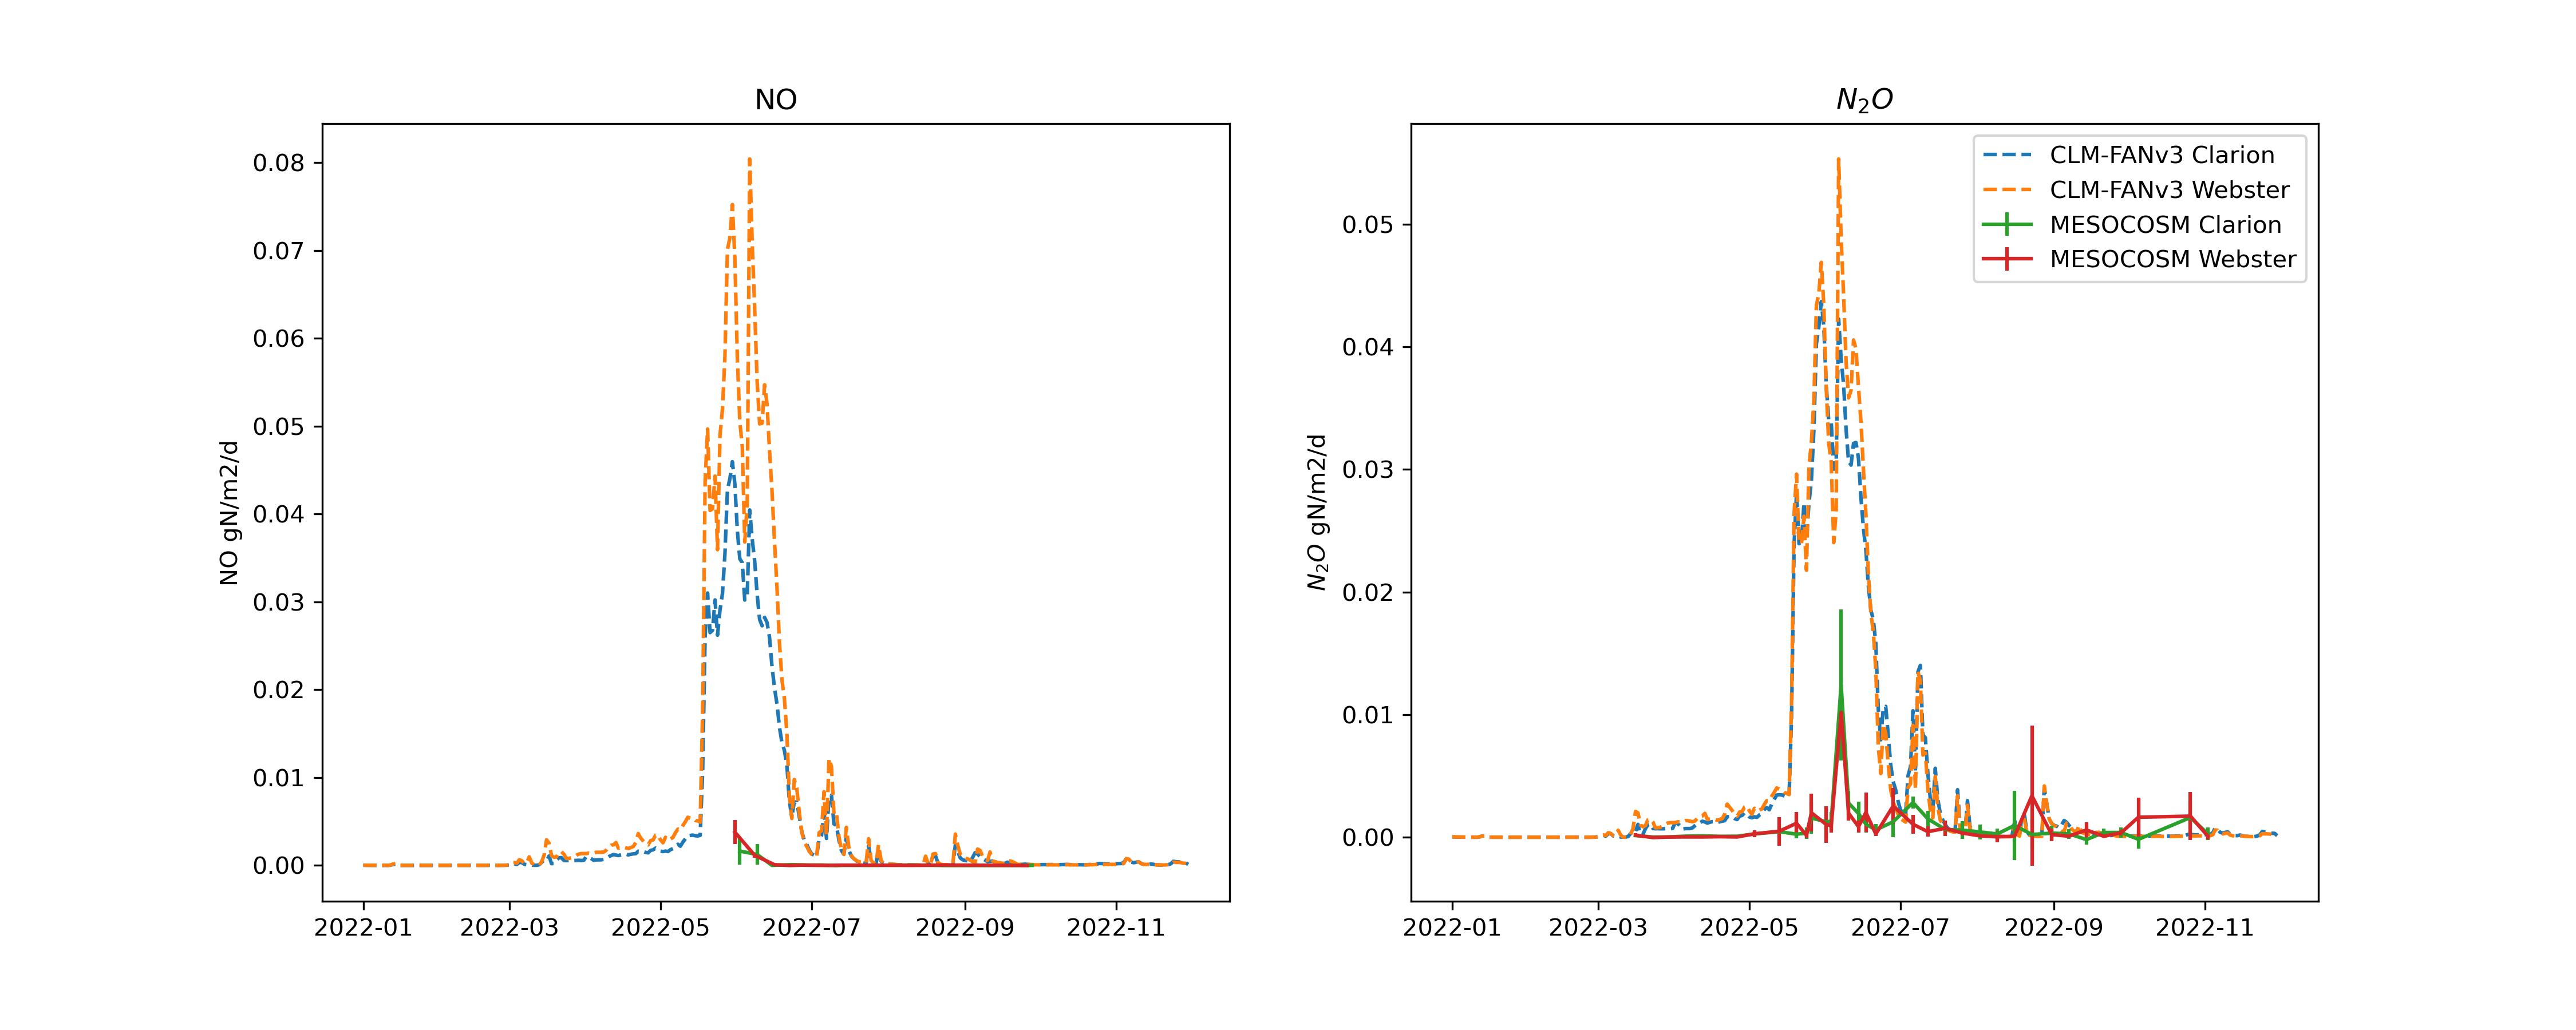 NO
NO gN/m2/d
0.08
0.07
0.06
0.05
0.04
0.03
0.02
0.01
0.00
2022-01 2022-03 2022-05 2022-07 2022-09 2022-11
N₂O
N₂O gN/m2/d
0.05
0.04
0.03
0.02
0.01
0.00
2022-01 2022-03 2022-05 2022-07 2022-09 2022-11
CLM-FANv3 Clarion
CLM-FANv3 Webster
MESOCOSM Clarion
MESOCOSM Webster